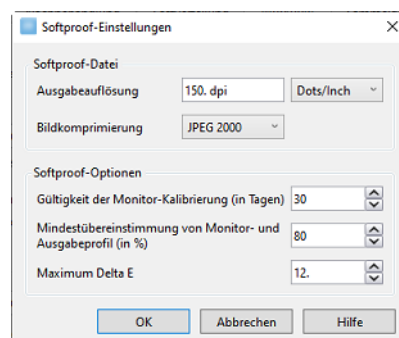 Softproof-Einstellungen
Softproof-Datei
Ausgabeauflösung 150. dpi Dots/Inch
Bildkomprimierung JPEG 2000
Softproof-Optionen
Gültigkeit der Monitor-Kalibrierung (in Tagen) 30
Mindestübereinstimmung von Monitor- und
Ausgabeprofil (in %) 80
Maximum Delta E 12.
OK Abbrechen Hilfe